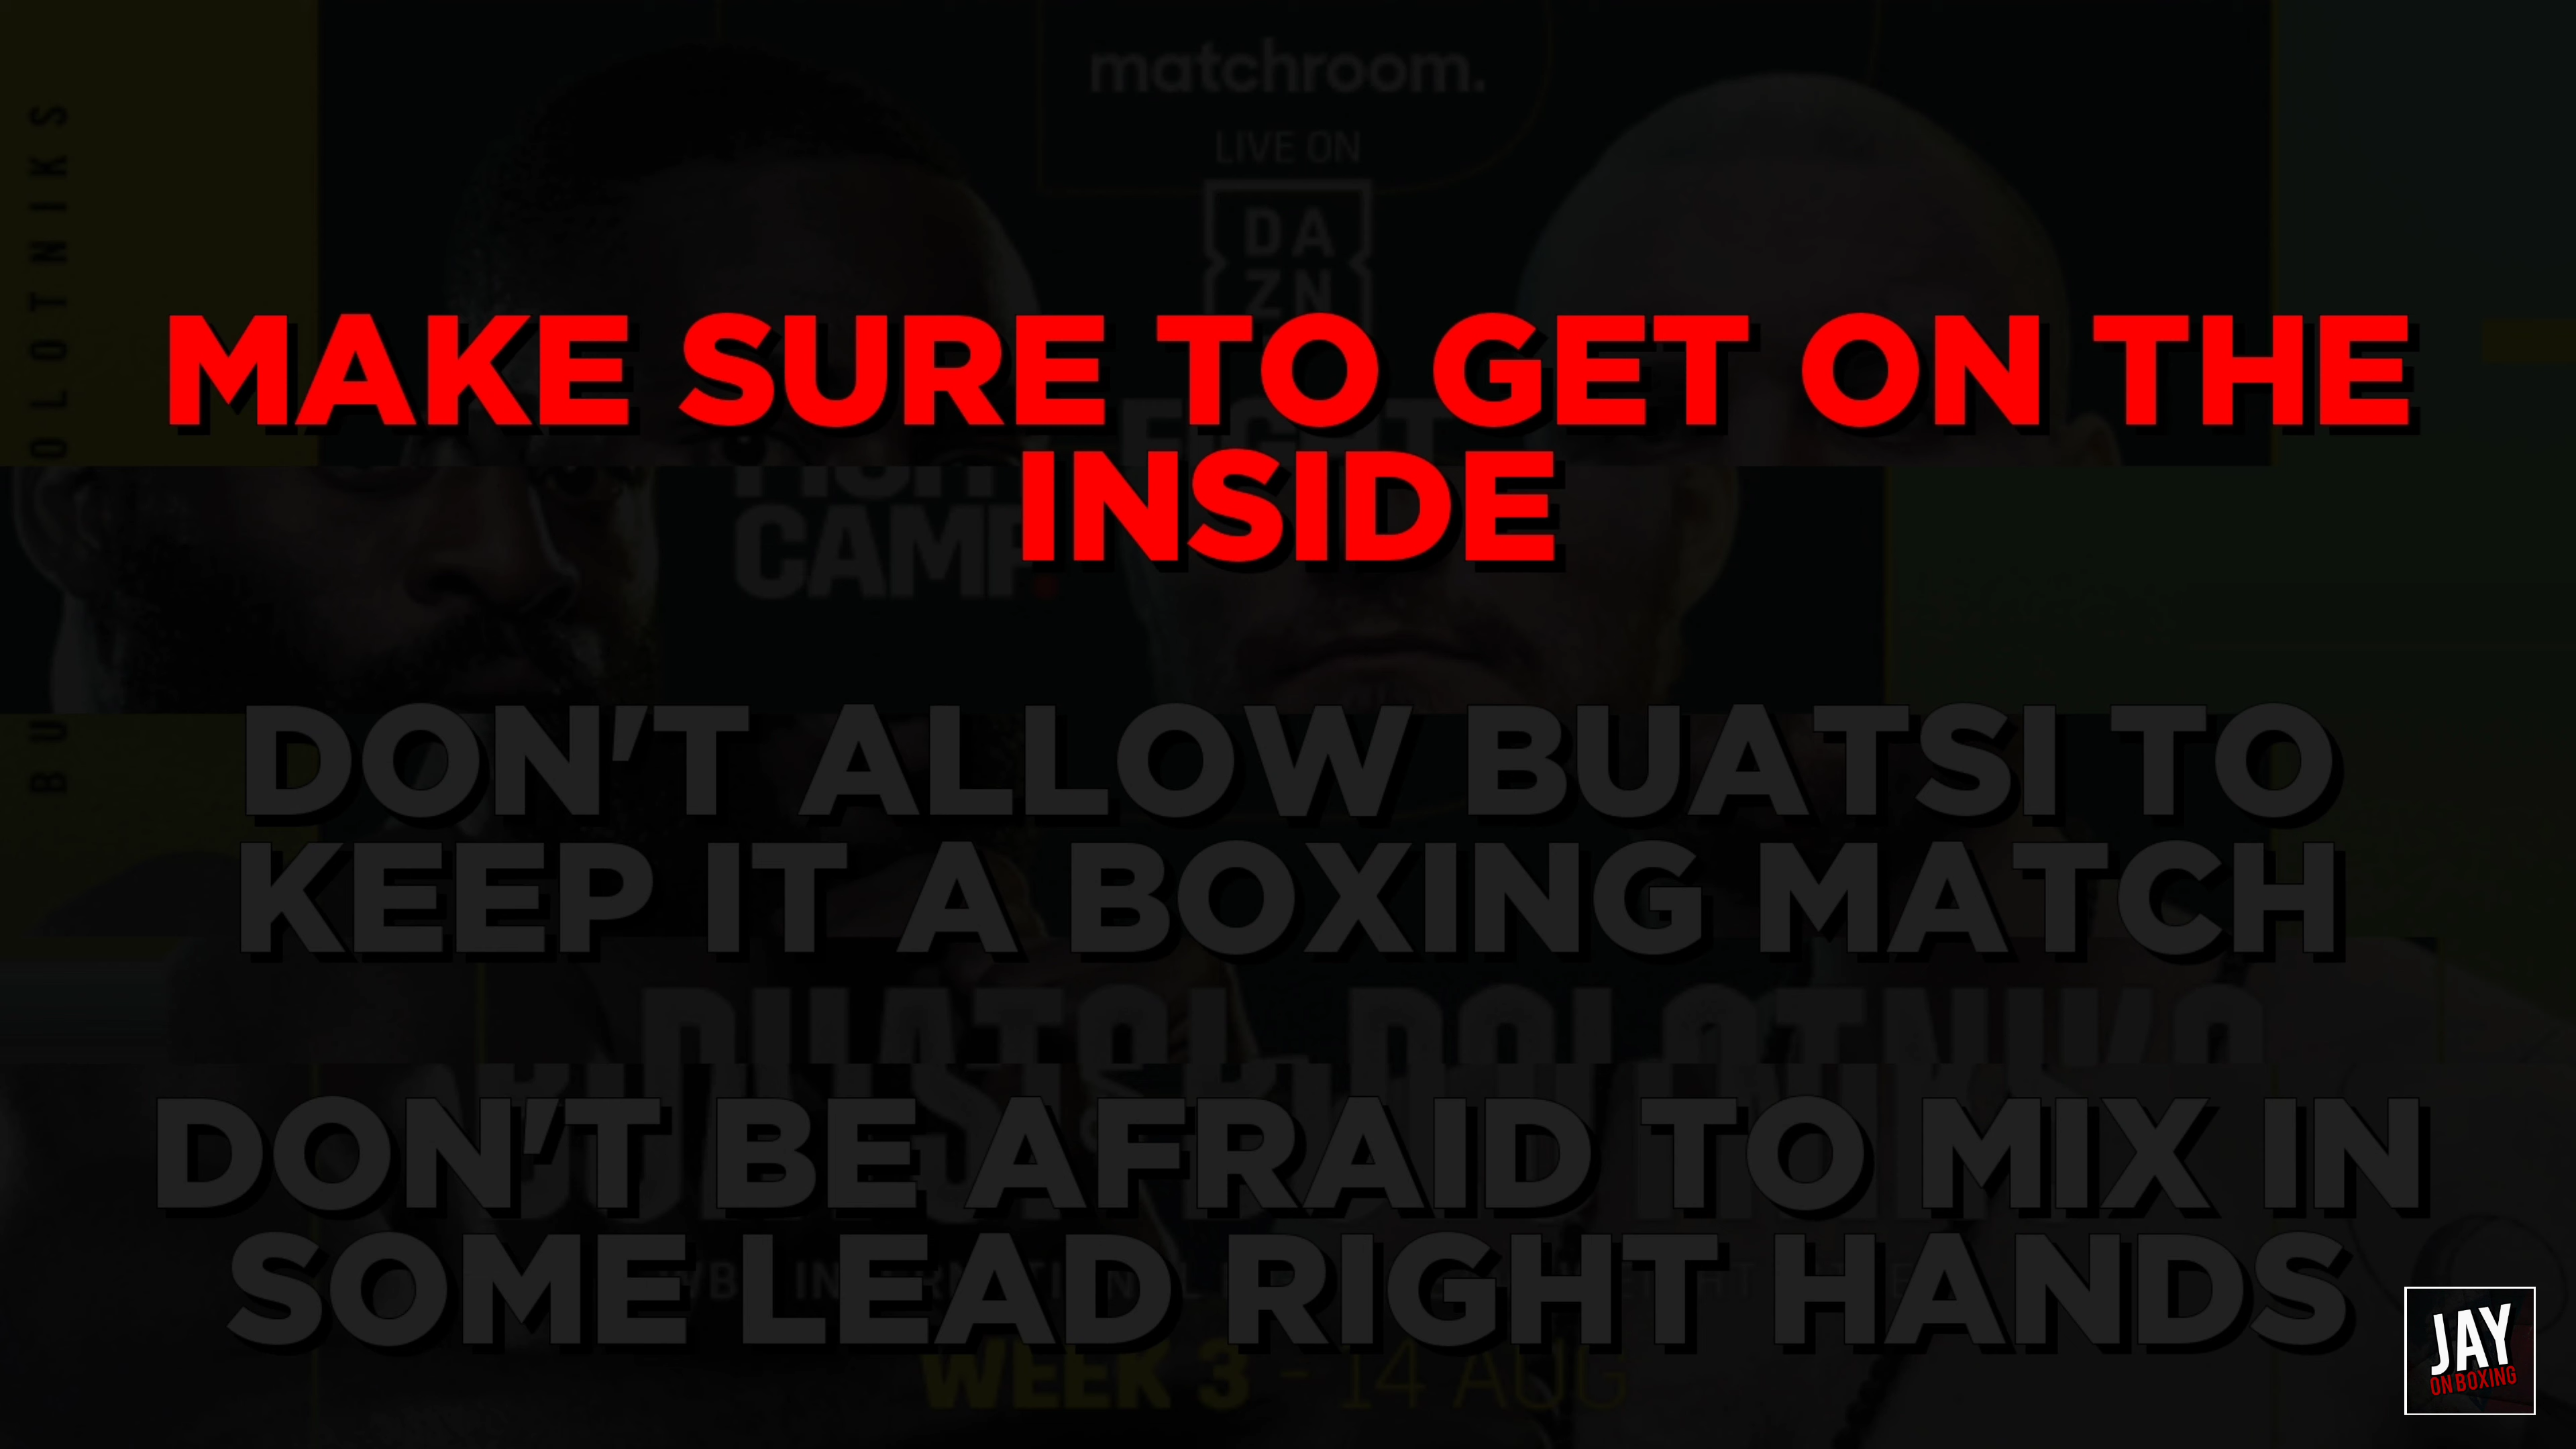 matchroom.
LIVE ON
DA
ZN
MAKE SURE TO GET ON THE
INSIDE
CAMP.
DON'T ALLOW BUATSI TO
KEEP IT A BOXING MATCH
DON'T BE AFRAID TO MIX IN
SOME LEAD RIGHT HANDS
WEEK 3 - 14 AUG
JAY
ON BOXING